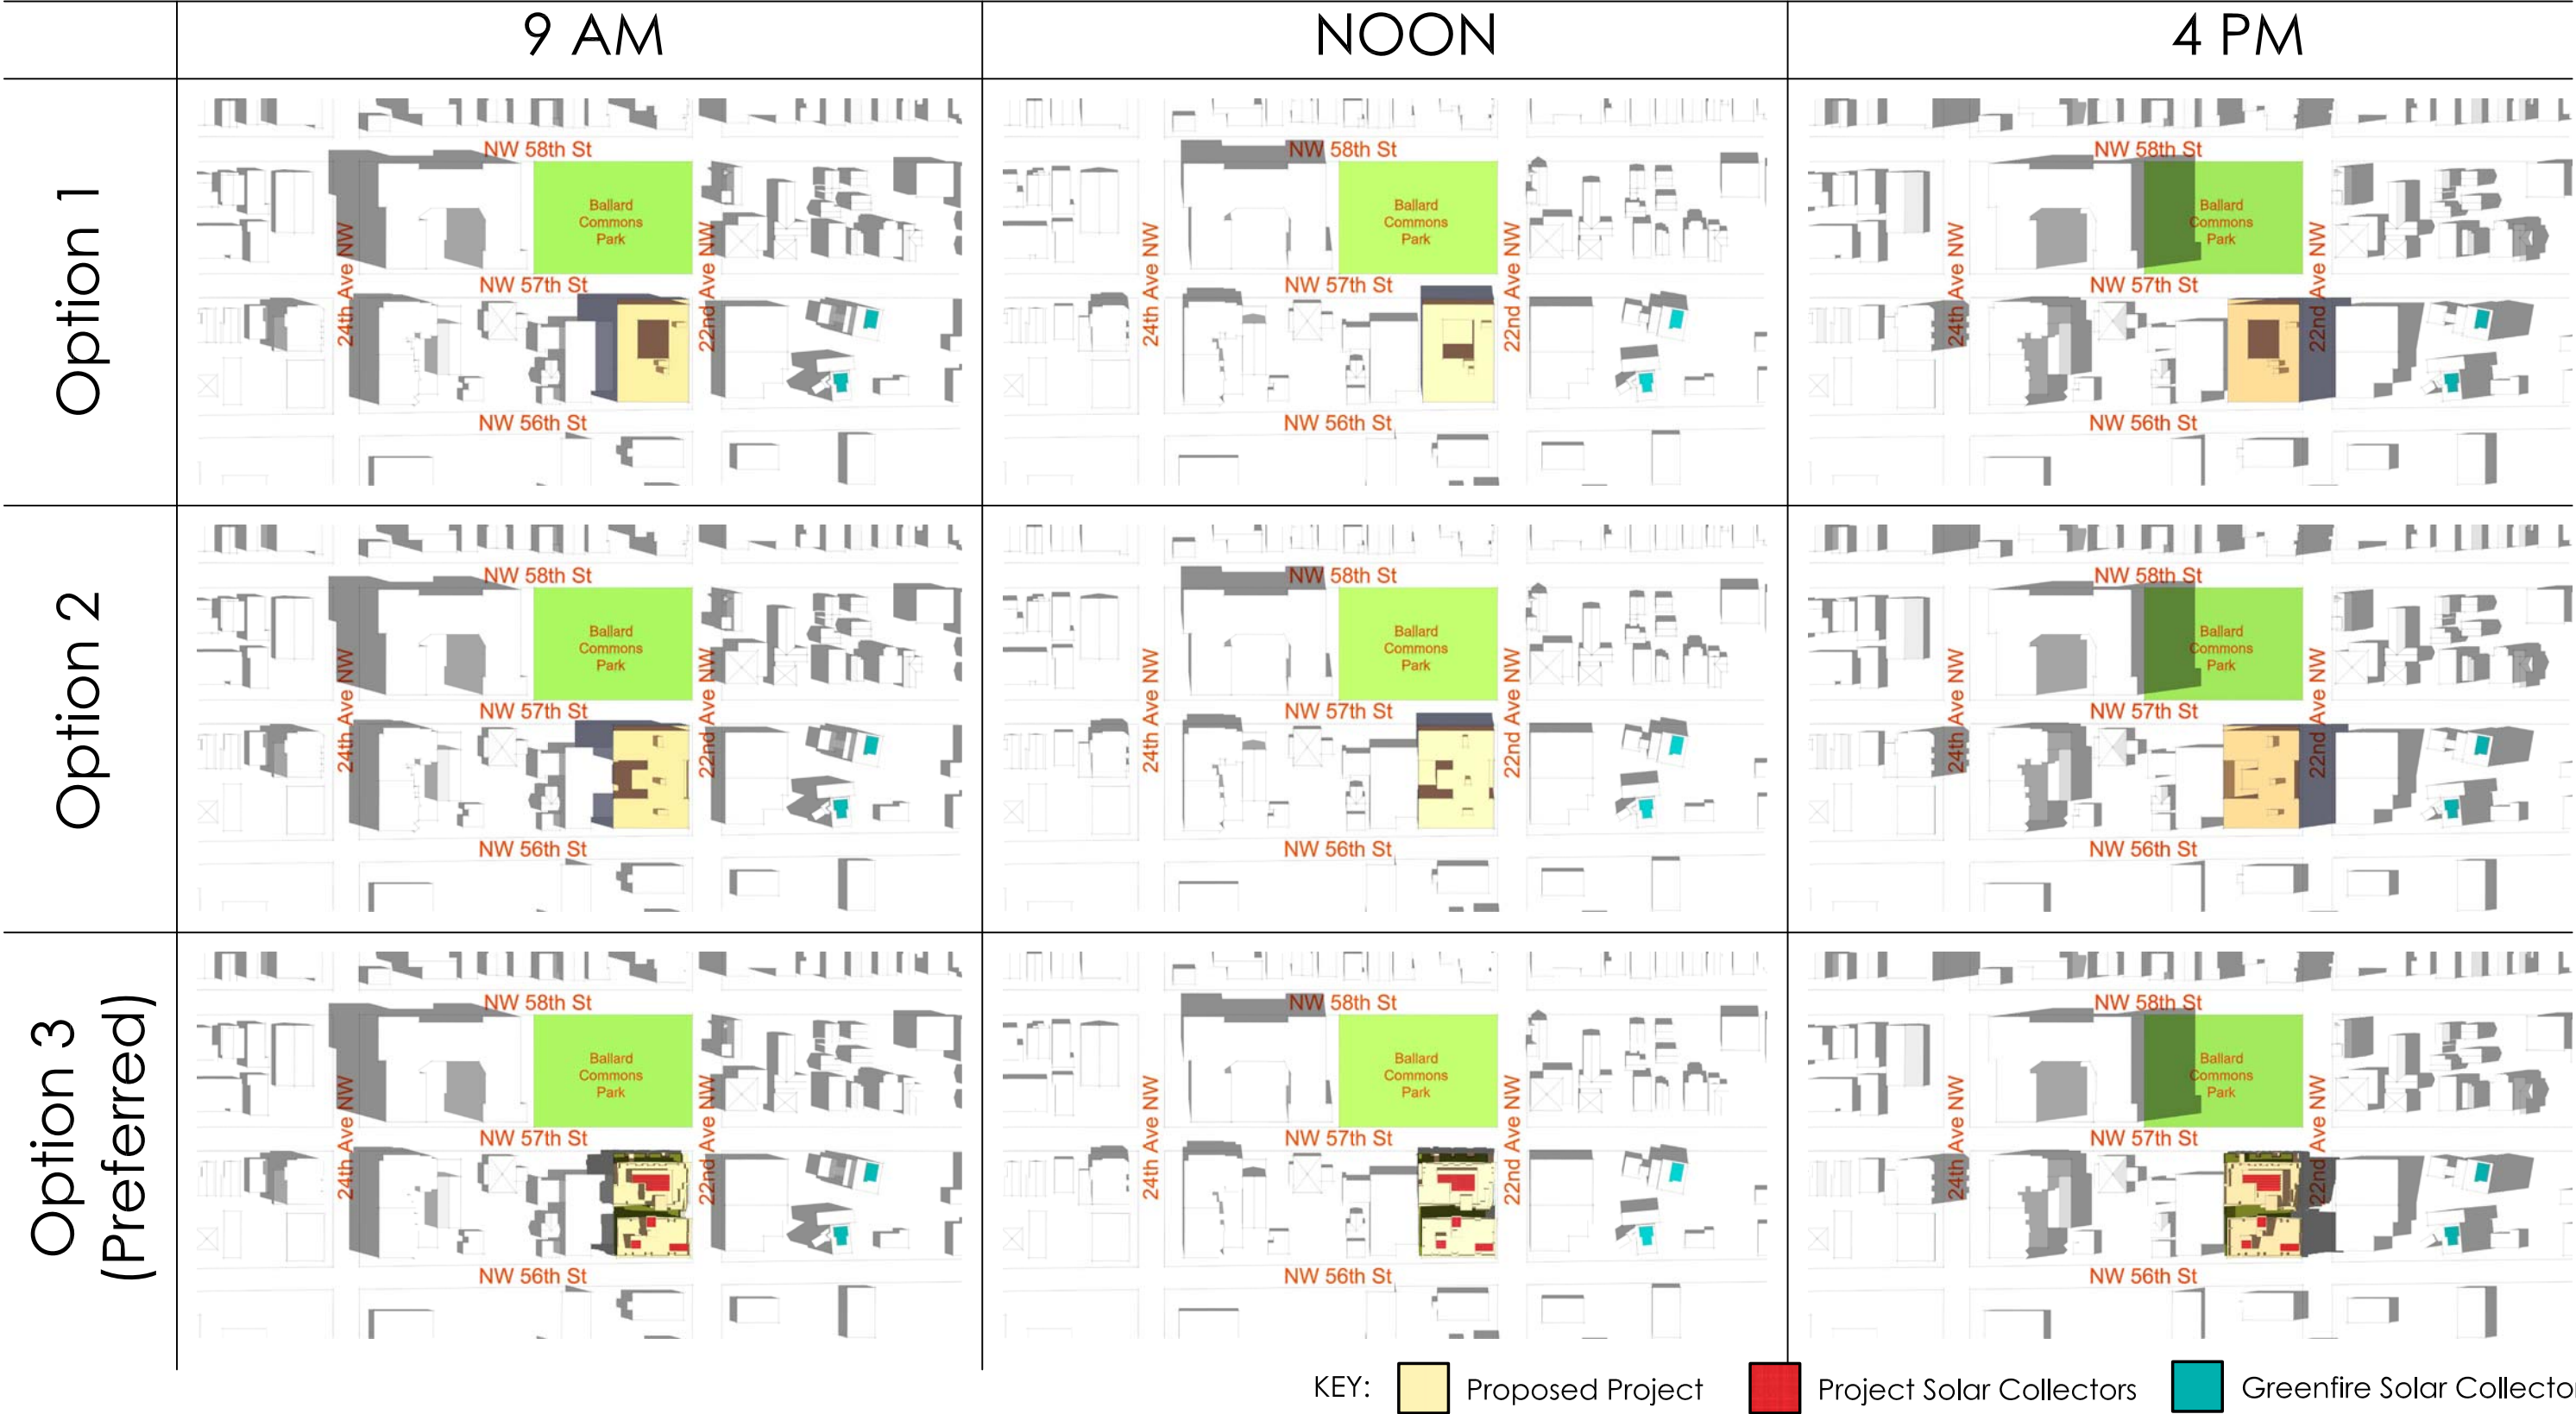 9 AM
NOON
4 PM
Option 1
NW 58th St
Ballard
Commons
Park
24th Ave NW
22nd Ave NW
NW 57th St
NW 56th St
NW 58th St
Ballard
Commons
Park
24th Ave NW
22nd Ave NW
NW 57th St
NW 56th St
NW 58th St
Ballard
Commons
Park
24th Ave NW
22nd Ave NW
NW 57th St
NW 56th St
Option 2
NW 58th St
Ballard
Commons
Park
24th Ave NW
22nd Ave NW
NW 57th St
NW 56th St
NW 58th St
Ballard
Commons
Park
24th Ave NW
22nd Ave NW
NW 57th St
NW 56th St
NW 58th St
Ballard
Commons
Park
24th Ave NW
22nd Ave NW
NW 57th St
NW 56th St
Option 3
(Preferred)
NW 58th St
Ballard
Commons
Park
24th Ave NW
22nd Ave NW
NW 57th St
NW 56th St
NW 58th St
Ballard
Commons
Park
24th Ave NW
22nd Ave NW
NW 57th St
NW 56th St
NW 58th St
Ballard
Commons
Park
24th Ave NW
22nd Ave NW
NW 57th St
NW 56th St
KEY:
Proposed Project
Project Solar Collectors
Greenfire Solar Collecto